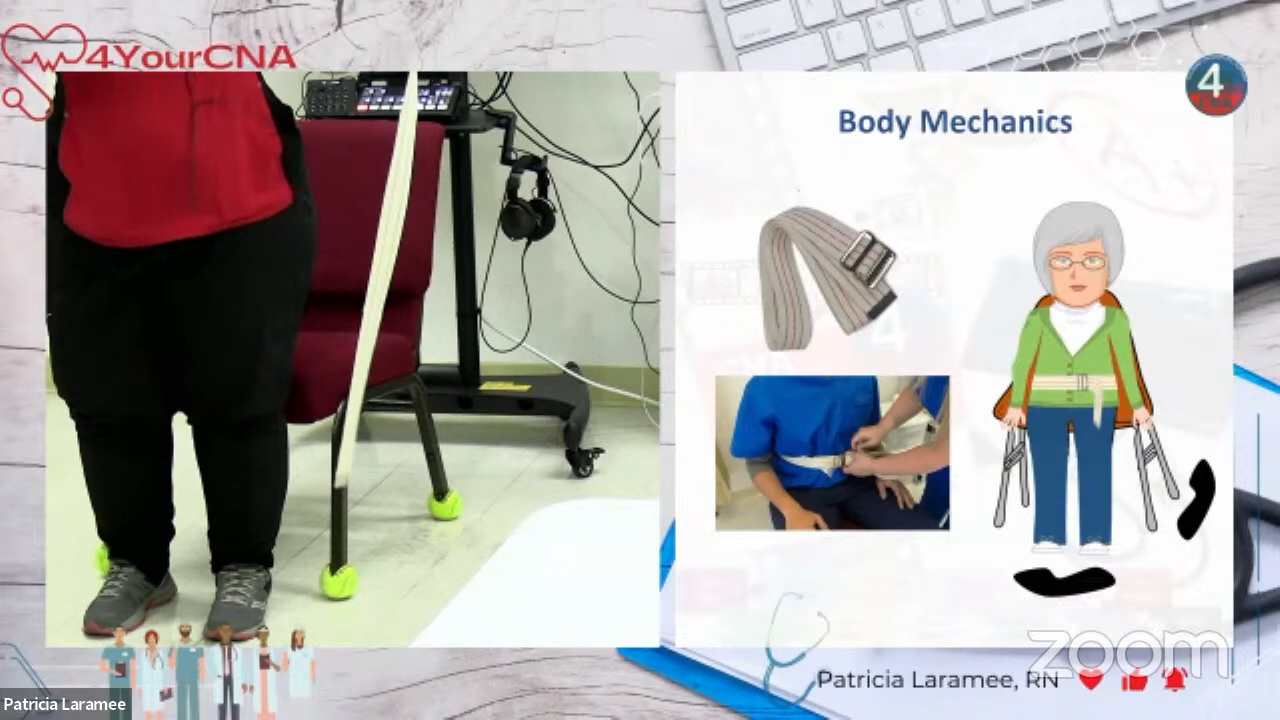 4YourCNA
4
Body Mechanics
zoom
Patricia Laramee, RN
Patricia Laramee